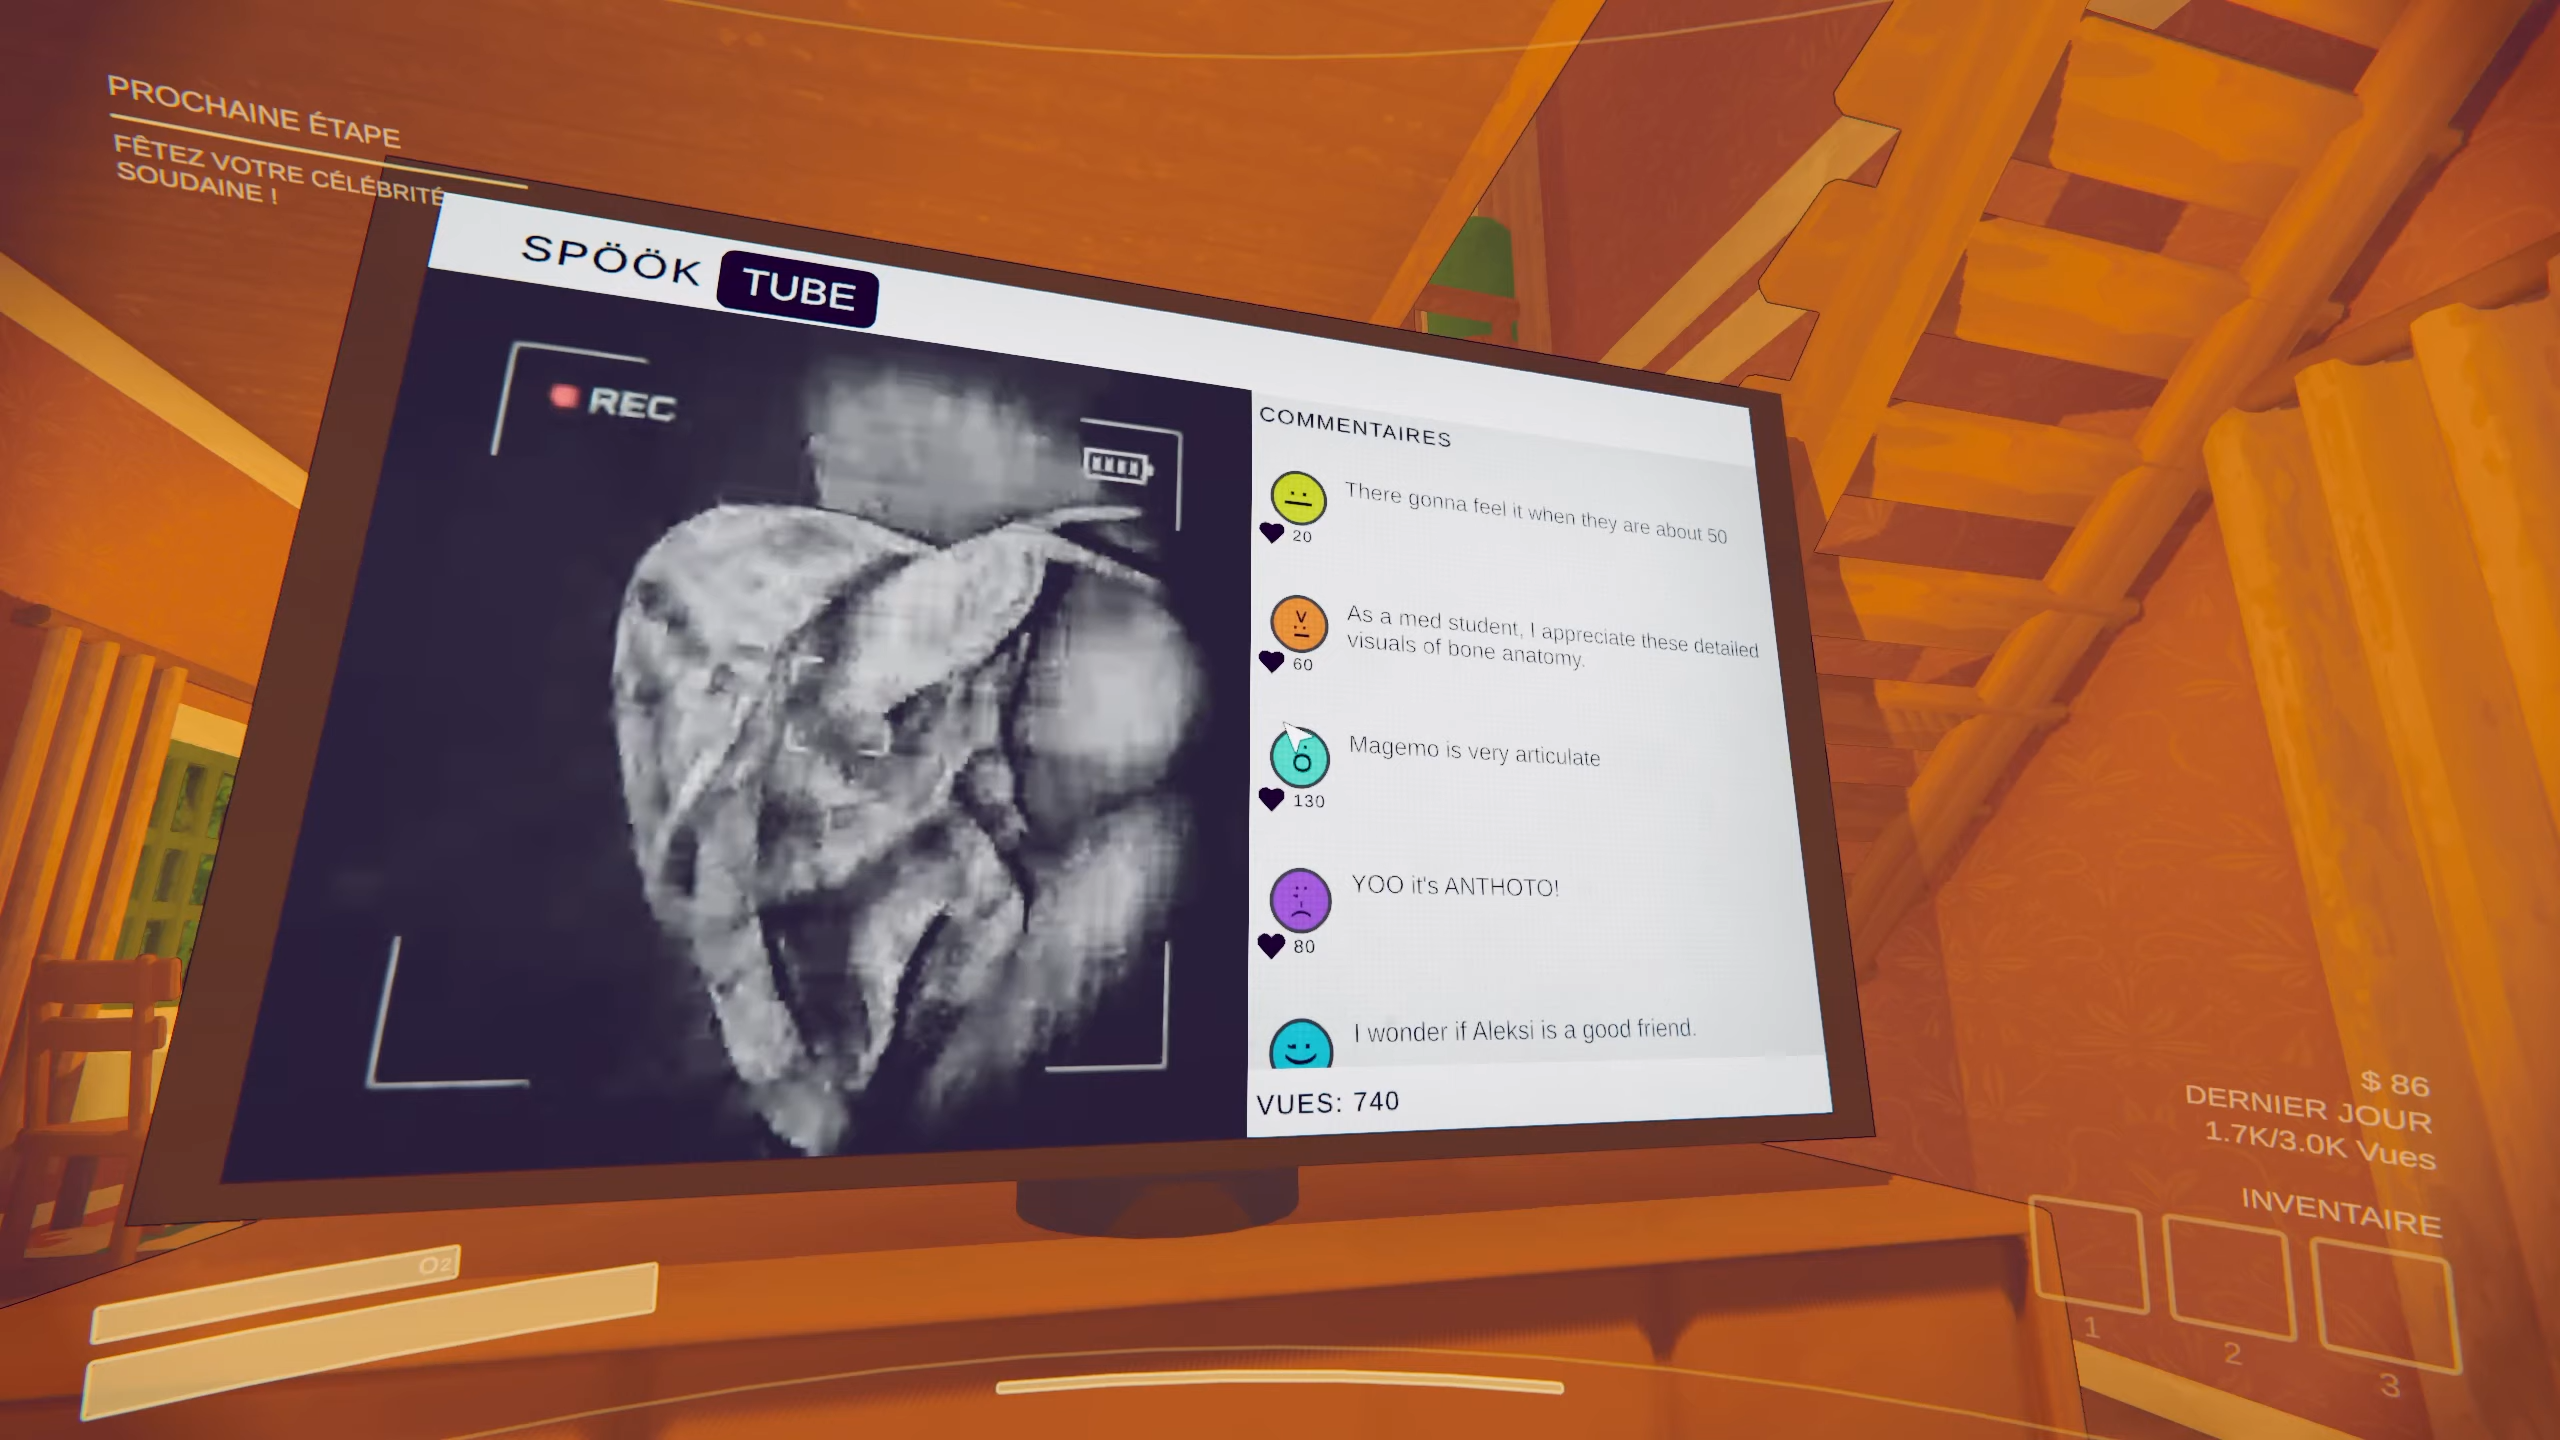 PROCHAINE ÉTAPE
FÊTEZ VOTRE CÉLÉBRITÉ
SOUDAINE !
SPÖÖK TUBE
REC
COMMENTAIRES
There gonna feel it when they are about 50
20
As a med student, I appreciate these detailed
visuals of bone anatomy.
60
Magemo is very articulate
130
YOO it's ANTHOTO!
80
I wonder if Aleksi is a good friend.
VUES: 740
$ 86
DERNIER JOUR
1.7K/3.0K Vues
INVENTAIRE
1
2
3
O2